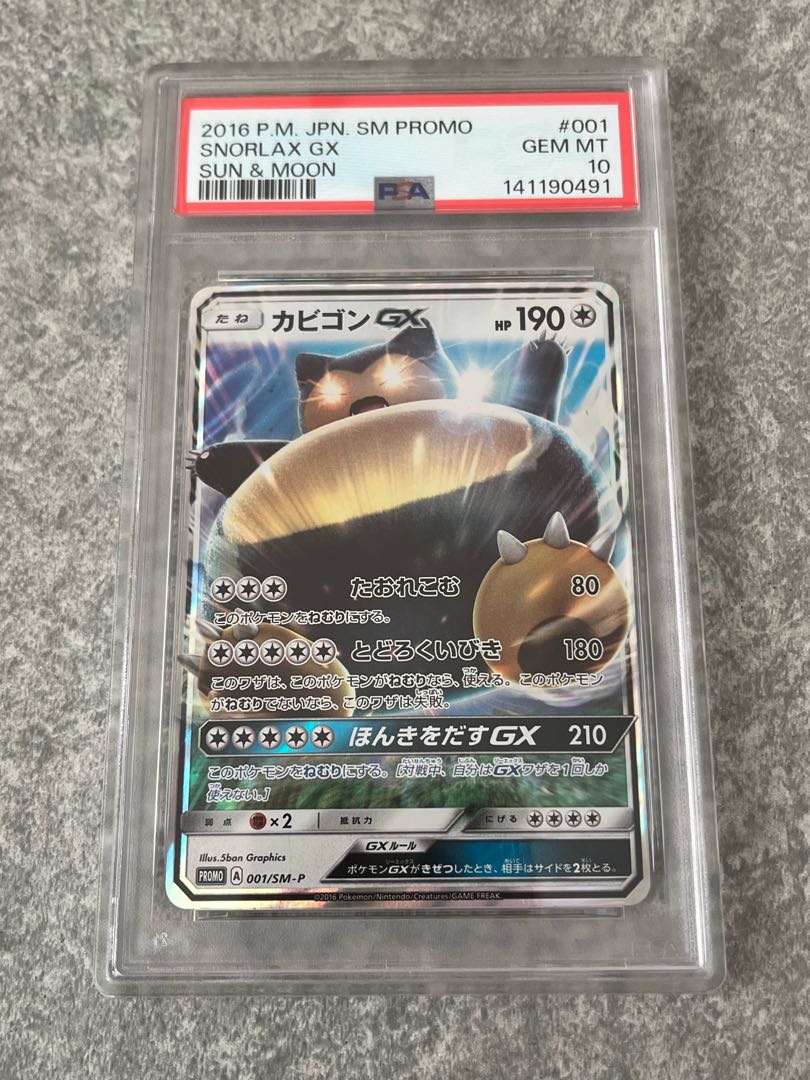 2016 P.M. JPN. SM PROMO #001
SNORLAX GX GEM MT
SUN & MOON 10
PSA 141190491
たね カビゴンGX HP 190
たおれこむ 80
このポケモンをねむりにする。
とどろくいびき 180
このワザは、このポケモンがねむりなら、使える。このポケモン
がねむりでないなら、このワザは失敗。
ほんきをだすGX 210
このポケモンをねむりにする。[対戦中、自分はGXワザを1回しか
使えない。]
弱点 ×2 抵抗力 にげる
GXルール
Illus.5ban Graphics
ポケモンGXがきぜつしたとき、相手はサイドを2枚とる。
PROMO A 001/SM-P
©2016 Pokémon/Nintendo/Creatures/GAME FREAK.